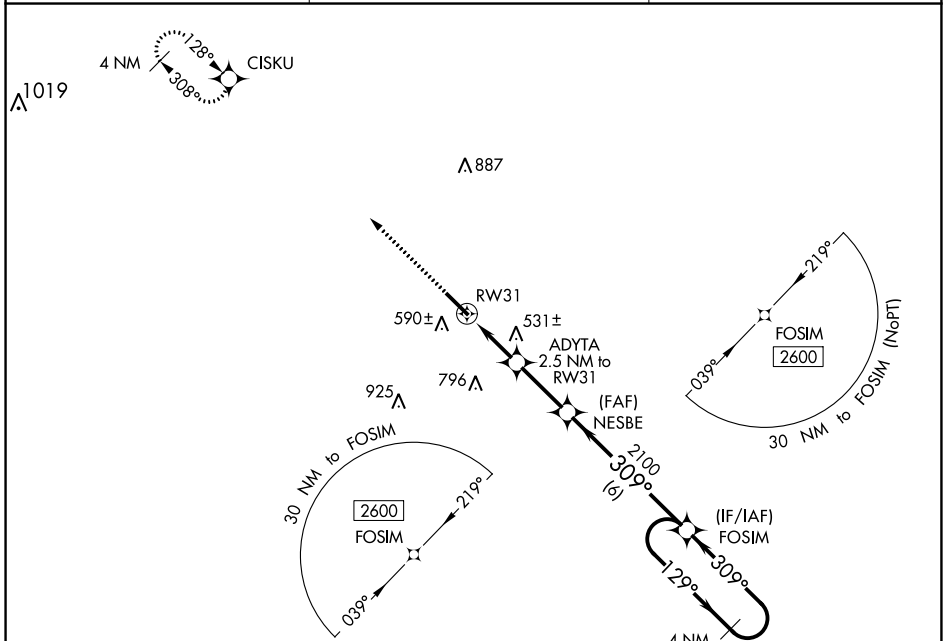 128°
4 NM
CISKU
308°
1019
887
219°
RW31
590±
531±
FOSIM
2600
ADYTA
2.5 NM to
RW31
039°
30 NM to FOSIM (NoPT)
796
925
(FAF)
NESBE
30 NM to FOSIM
2100
309°
(6)
219°
2600
FOSIM
(IF/IAF)
FOSIM
039°
129°
309°
4 NM